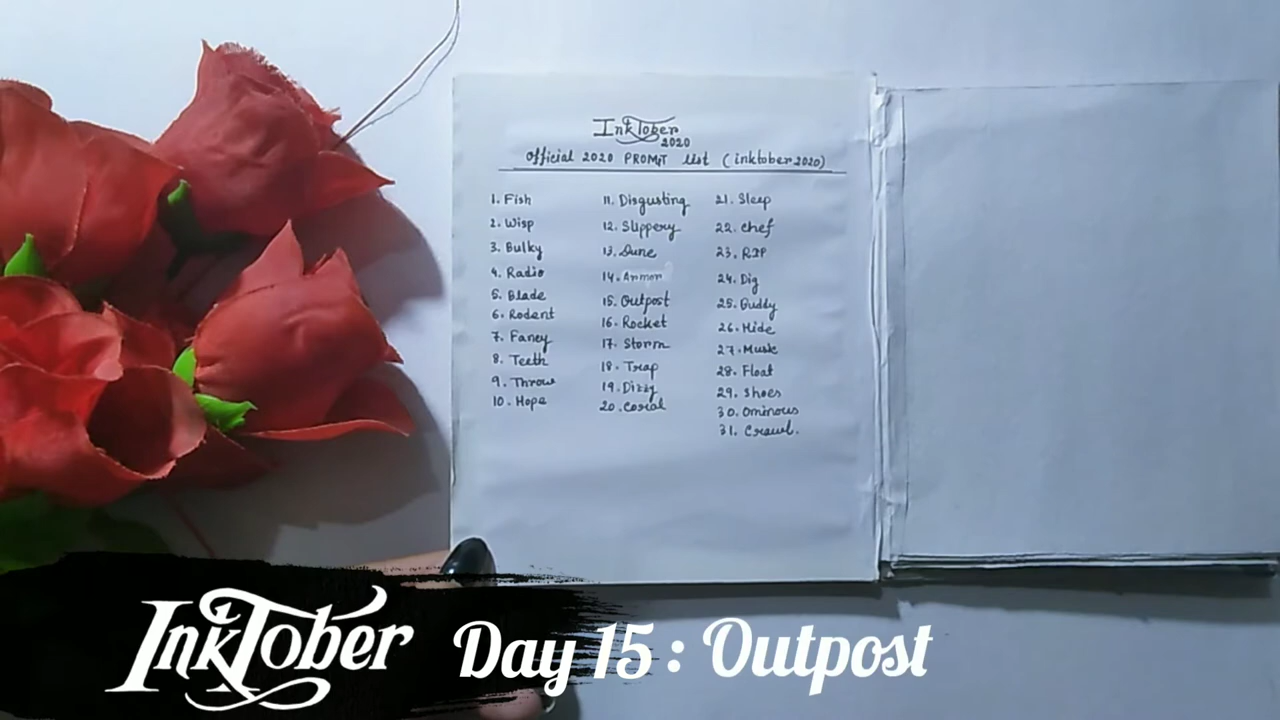 InkTober
2020
Official 2020 PROMPT list (inktober 2020)
1. Fish
2. Wisp
3. Bulky
4. Radio
5. Blade
6. Rodent
7. Fancy
8. Teeth
9. Throw
10. Hope
11. Disgusting
12. Slippery
13. Dune
14. Armor
15. Outpost
16. Rocket
17. Storm
18. Trap
19. Dizzy
20. Coral
21. Sleep
22. chef
23. RIP
24. Dig
25. Buddy
26. Hide
27. Music
28. Float
29. Shoes
30. Ominous
31. Crawl.
InkTober Day 15 : Outpost